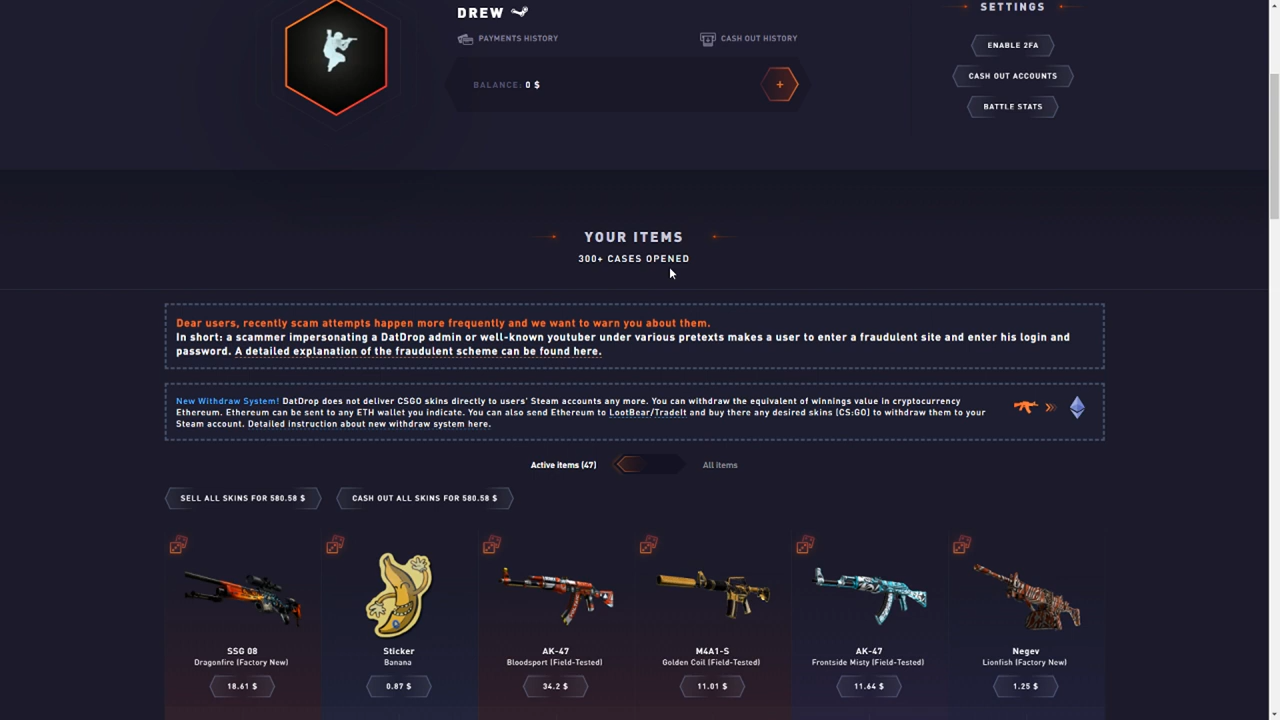 DREW
PAYMENTS HISTORY
CASH OUT HISTORY
BALANCE: 0 $
+
SETTINGS
ENABLE 2FA
CASH OUT ACCOUNTS
BATTLE STATS
YOUR ITEMS
300+ CASES OPENED
Dear users, recently scam attempts happen more frequently and we want to warn you about them.
In short: a scammer impersonating a DatDrop admin or well-known youtuber under various pretexts makes a user to enter a fraudulent site and enter his login and
password. A detailed explanation of the fraudulent scheme can be found here.
New Withdraw System! DatDrop does not deliver CSGO skins directly to users' Steam accounts any more. You can withdraw the equivalent of winnings value in cryptocurrency
Ethereum. Ethereum can be sent to any ETH wallet you indicate. You can also send Ethereum to LootBear/TradeIt and buy there any desired skins (CS:GO) to withdraw them to your
Steam account. Detailed instruction about new withdraw system here.
Active items (47)
All items
SELL ALL SKINS FOR 580.58 $
CASH OUT ALL SKINS FOR 580.58 $
SSG 08
Dragonfire (Factory New)
18.61 $
Sticker
Banana
0.87 $
AK-47
Bloodsport (Field-Tested)
34.2 $
M4A1-S
Golden Coil (Field-Tested)
11.01 $
AK-47
Frontside Misty (Field-Tested)
11.64 $
Negev
Lionfish (Factory New)
1.25 $